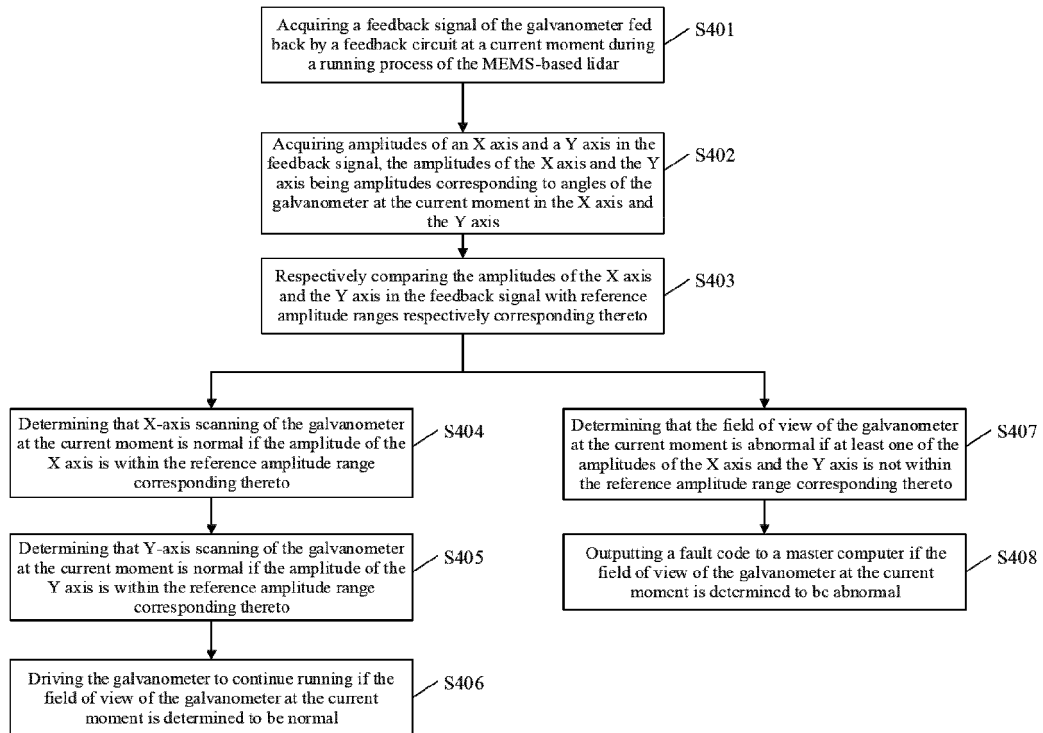 Acquiring a feedback signal of the galvanometer fed
back by a feedback circuit at a current moment during
a running process of the MEMS-based lidar
S401
Acquiring amplitudes of an X axis and a Y axis in the
feedback signal, the amplitudes of the X axis and the Y
axis being amplitudes corresponding to angles of the
galvanometer at the current moment in the X axis and
the Y axis
S402
Respectively comparing the amplitudes of the X axis
and the Y axis in the feedback signal with reference
amplitude ranges respectively corresponding thereto
S403
Determining that X-axis scanning of the galvanometer
at the current moment is normal if the amplitude of the
X axis is within the reference amplitude range
corresponding thereto
S404
Determining that Y-axis scanning of the galvanometer
at the current moment is normal if the amplitude of the
Y axis is within the reference amplitude range
corresponding thereto
S405
Driving the galvanometer to continue running if the
field of view of the galvanometer at the current
moment is determined to be normal
S406
Determining that the field of view of the galvanometer
at the current moment is abnormal if at least one of the
amplitudes of the X axis and the Y axis is not within
the reference amplitude range corresponding thereto
S407
Outputting a fault code to a master computer if the
field of view of the galvanometer at the current
moment is determined to be abnormal
S408